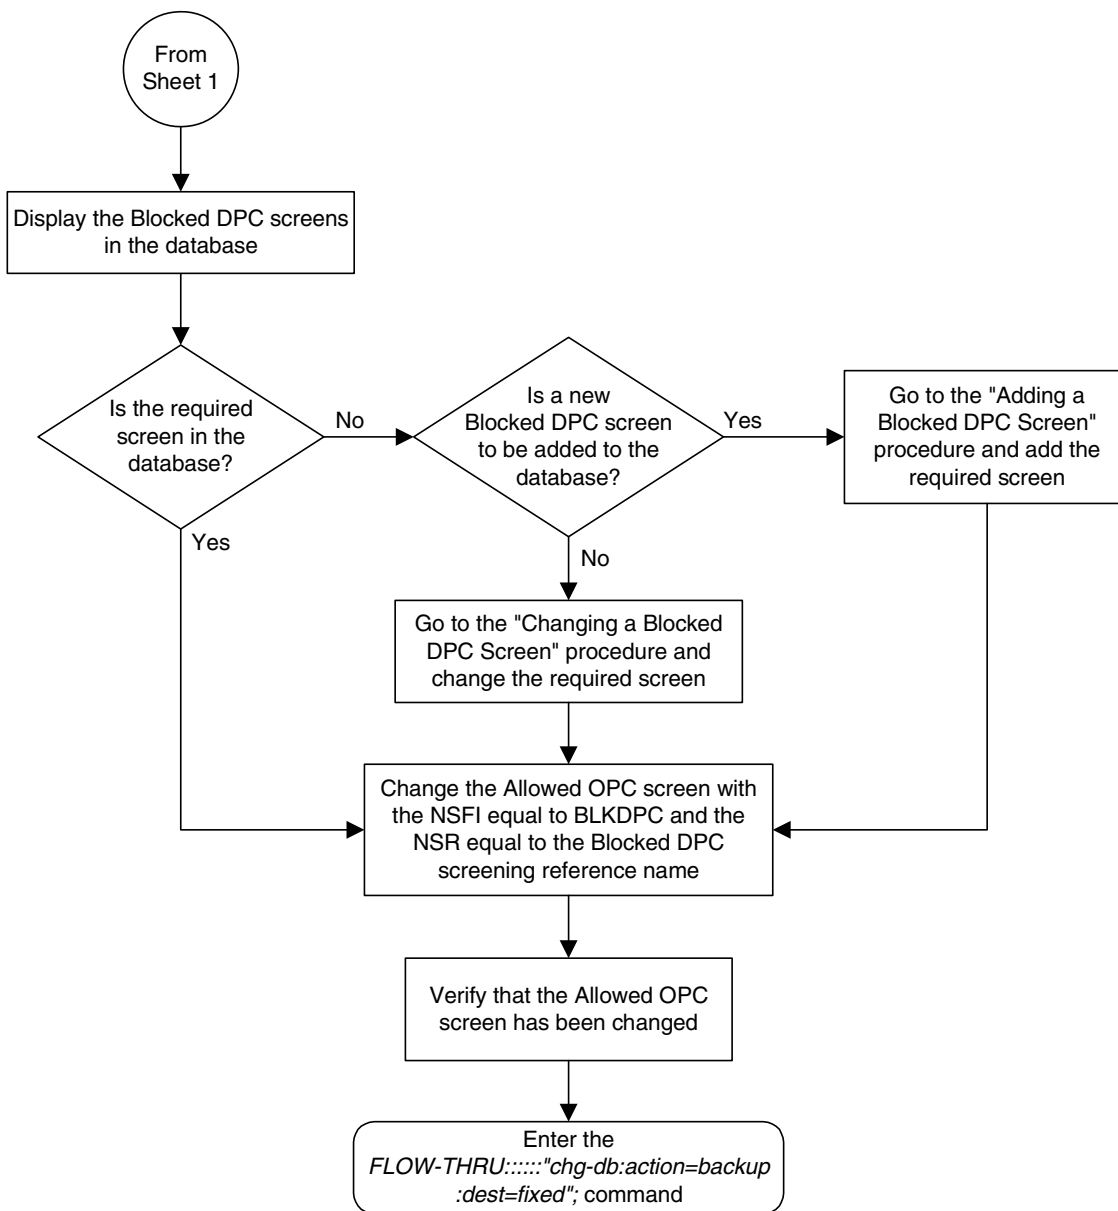 From
Sheet 1
Display the Blocked DPC screens
in the database
Is the required
screen in the
database?
No
Yes
Is a new
Blocked DPC screen
to be added to the
database?
Yes
No
Go to the "Adding a
Blocked DPC Screen"
procedure and add the
required screen
Go to the "Changing a Blocked
DPC Screen" procedure and
change the required screen
Change the Allowed OPC screen with
the NSFI equal to BLKDPC and the
NSR equal to the Blocked DPC
screening reference name
Verify that the Allowed OPC
screen has been changed
Enter the
FLOW-THRU::::::"chg-db:action=backup
:dest=fixed"; command